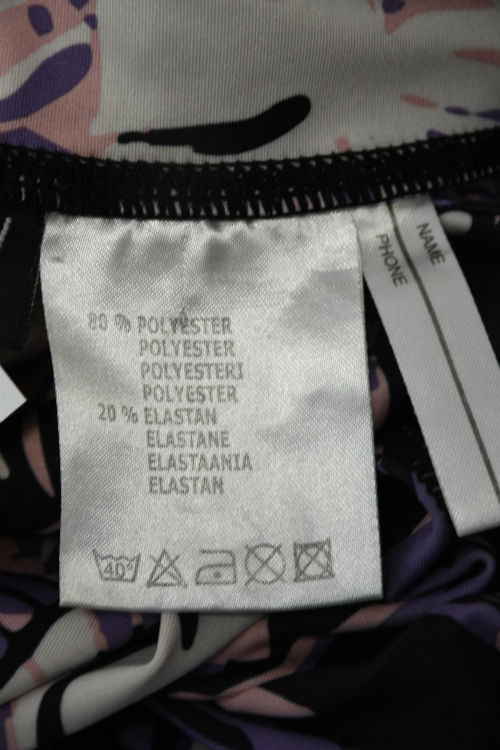 80 % POLYESTER
POLYESTER
POLYESTERI
POLYESTER
20 % ELASTAN
ELASTANE
ELASTAANIA
ELASTAN
40°
NAME
PHONE